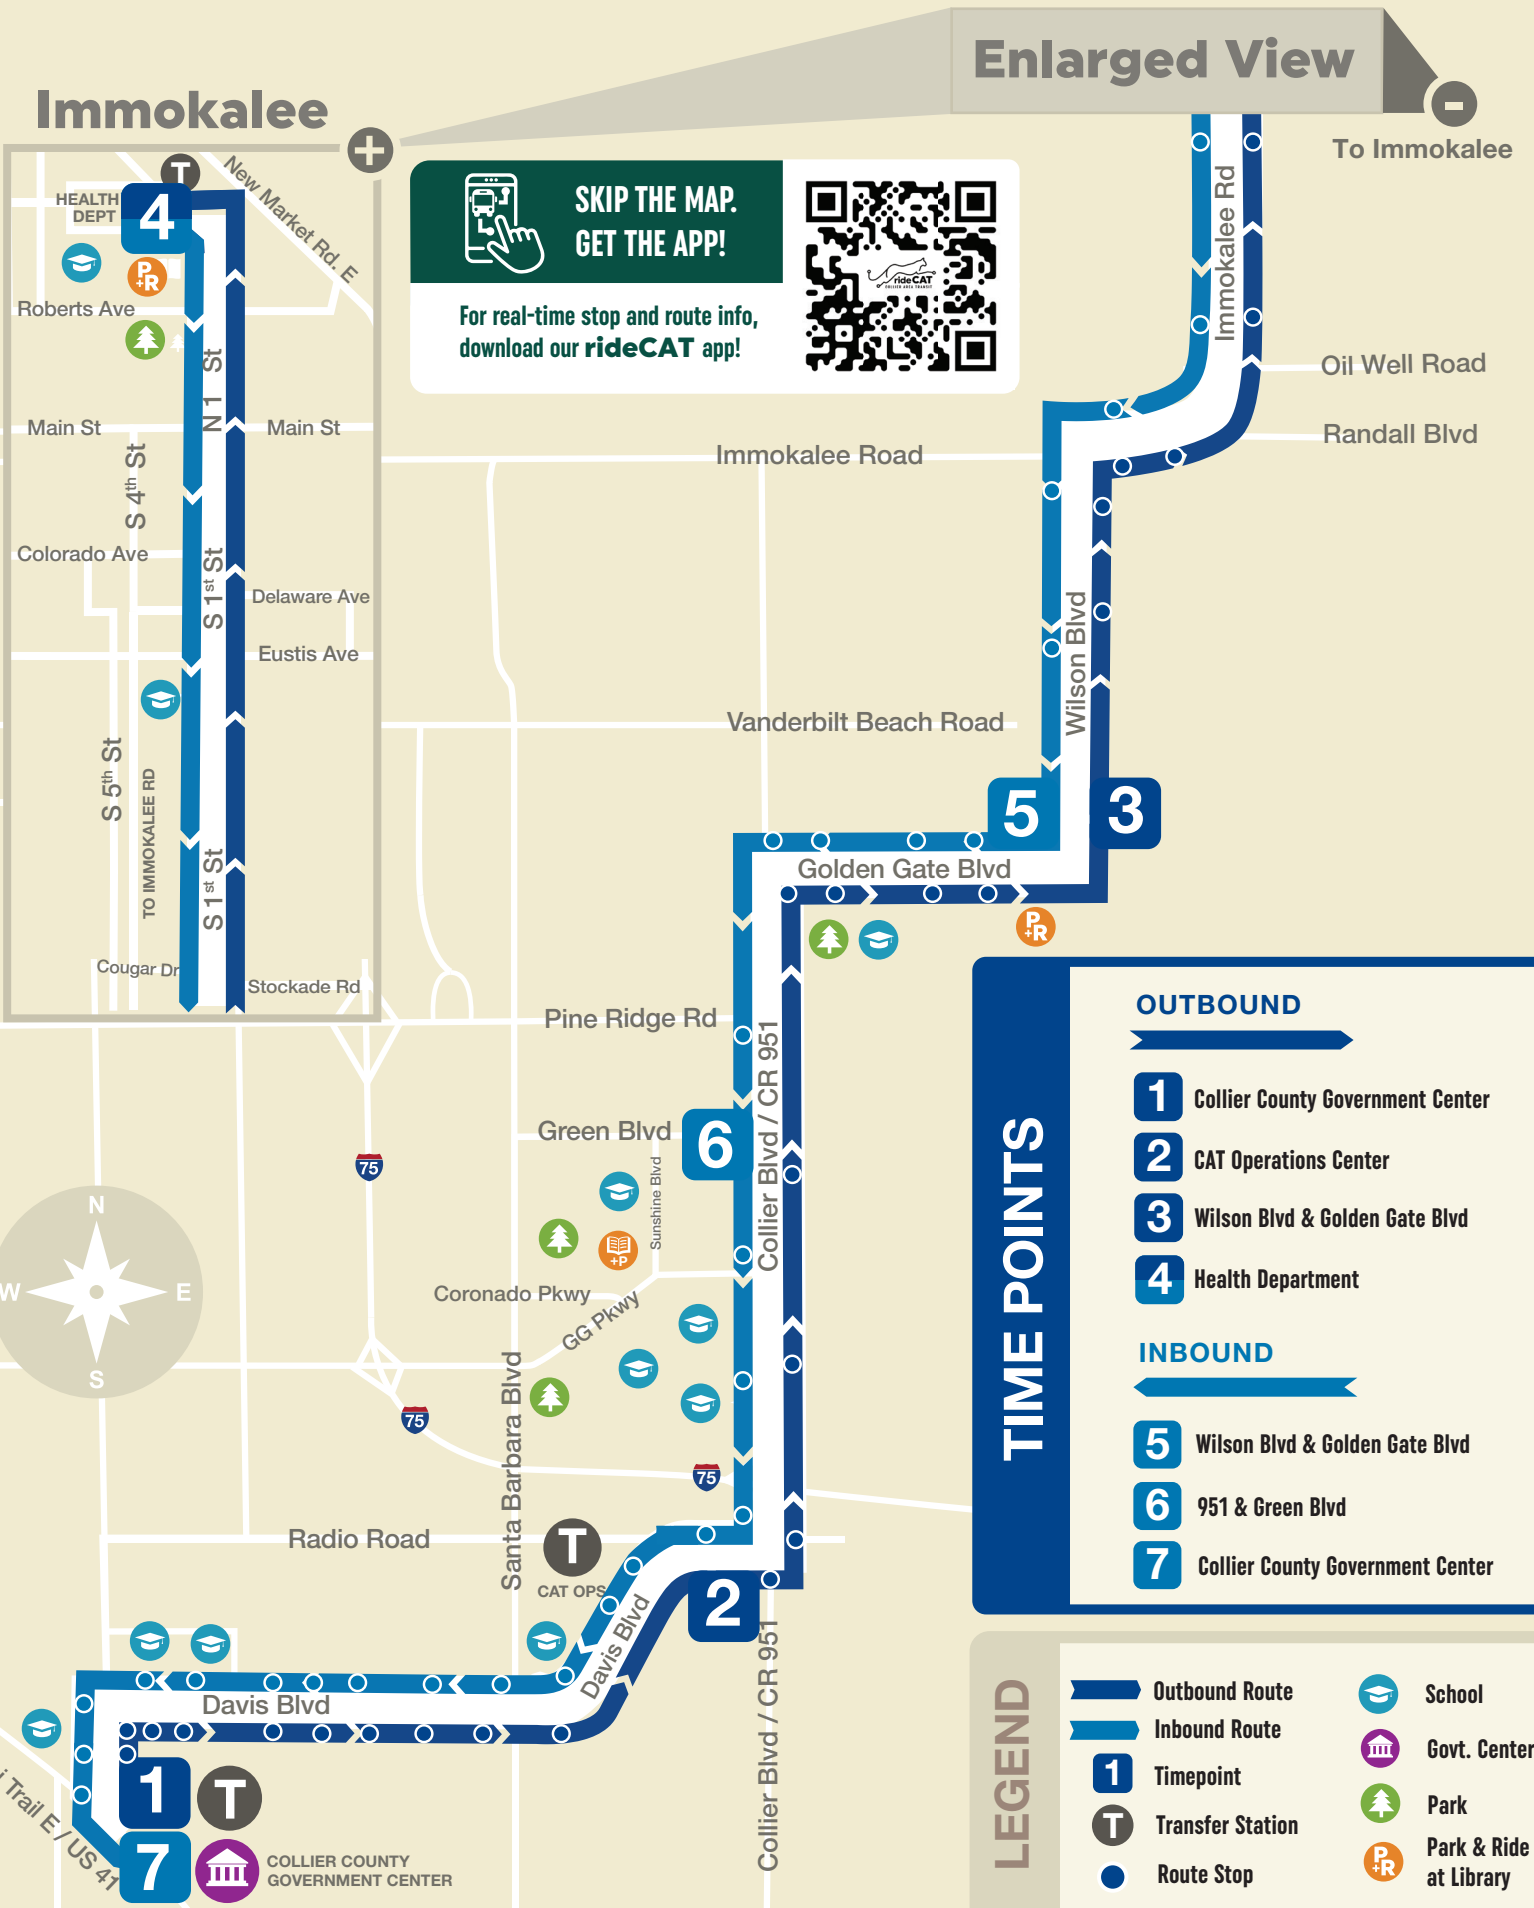 Enlarged View
-
To Immokalee
Immokalee
+
T
HEALTH
DEPT
4
New Market Rd. E
P
+R
Roberts Ave
N 1 St
Main St
Main St
S 4th St
Colorado Ave
S 1st St
Delaware Ave
Eustis Ave
S 5th St
TO IMMOKALEE RD
S 1st St
Cougar Dr
Stockade Rd
SKIP THE MAP.
GET THE APP!
For real-time stop and route info,
download our rideCAT app!
rideCAT
COLLIER AREA TRANSIT
Immokalee Rd
Oil Well Road
Randall Blvd
Immokalee Road
Wilson Blvd
Vanderbilt Beach Road
5
3
Golden Gate Blvd
P
+R
Pine Ridge Rd
Collier Blvd / CR 951
Green Blvd
6
75
Sunshine Blvd
+P
Coronado Pkwy
GG Pkwy
N
W
E
S
Santa Barbara Blvd
75
75
Radio Road
T
CAT OPS
2
Davis Blvd
Collier Blvd / CR 951
Davis Blvd
1
T
7
i Trail E / US 41
COLLIER COUNTY
GOVERNMENT CENTER
TIME POINTS
OUTBOUND
1 Collier County Government Center
2 CAT Operations Center
3 Wilson Blvd & Golden Gate Blvd
4 Health Department
INBOUND
5 Wilson Blvd & Golden Gate Blvd
6 951 & Green Blvd
7 Collier County Government Center
LEGEND
Outbound Route
Inbound Route
1 Timepoint
T Transfer Station
Route Stop
School
Govt. Center
Park
P
+R
Park & Ride
at Library